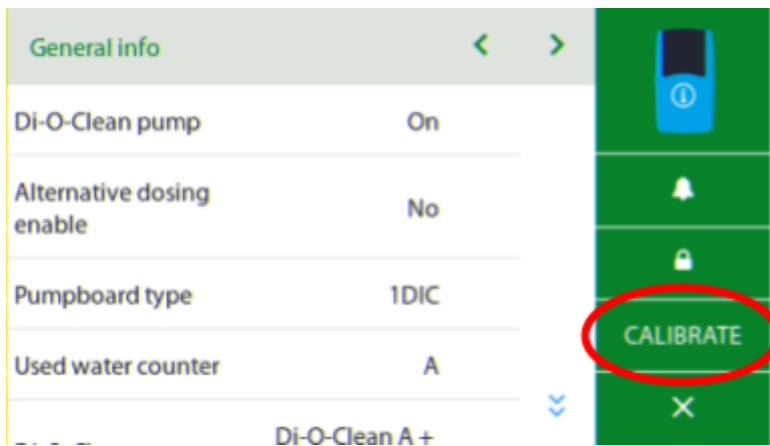 General info
Di-O-Clean pump On
Alternative dosing
enable No
Pumpboard type 1DIC
CALIBRATE
Used water counter A
Di-O-Clean A +